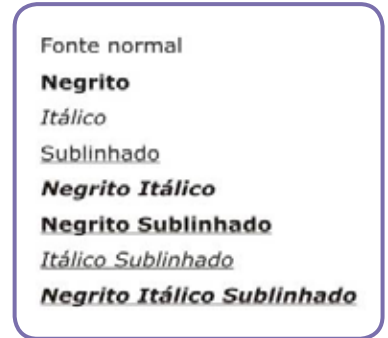 Fonte normal
Negrito
Itálico
Sublinhado
Negrito Itálico
Negrito Sublinhado
Itálico Sublinhado
Negrito Itálico Sublinhado